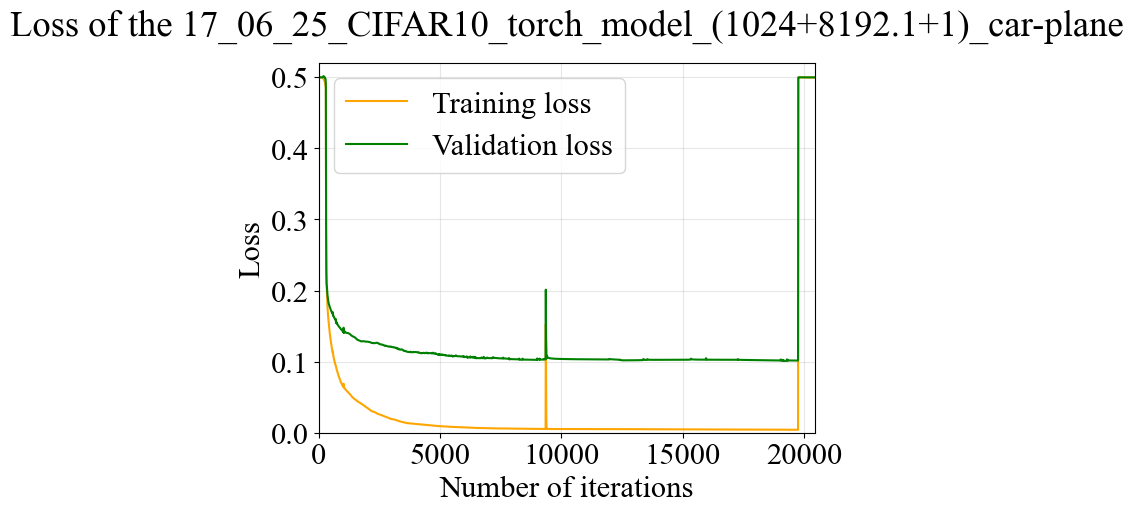 Loss of the 17_06_25_CIFAR10_torch_model_(1024+8192.1+1)_car-plane
Training loss
Validation loss
0.5
0.4
0.3
0.2
0.1
0.0
Loss
0
5000
10000
15000
20000
Number of iterations